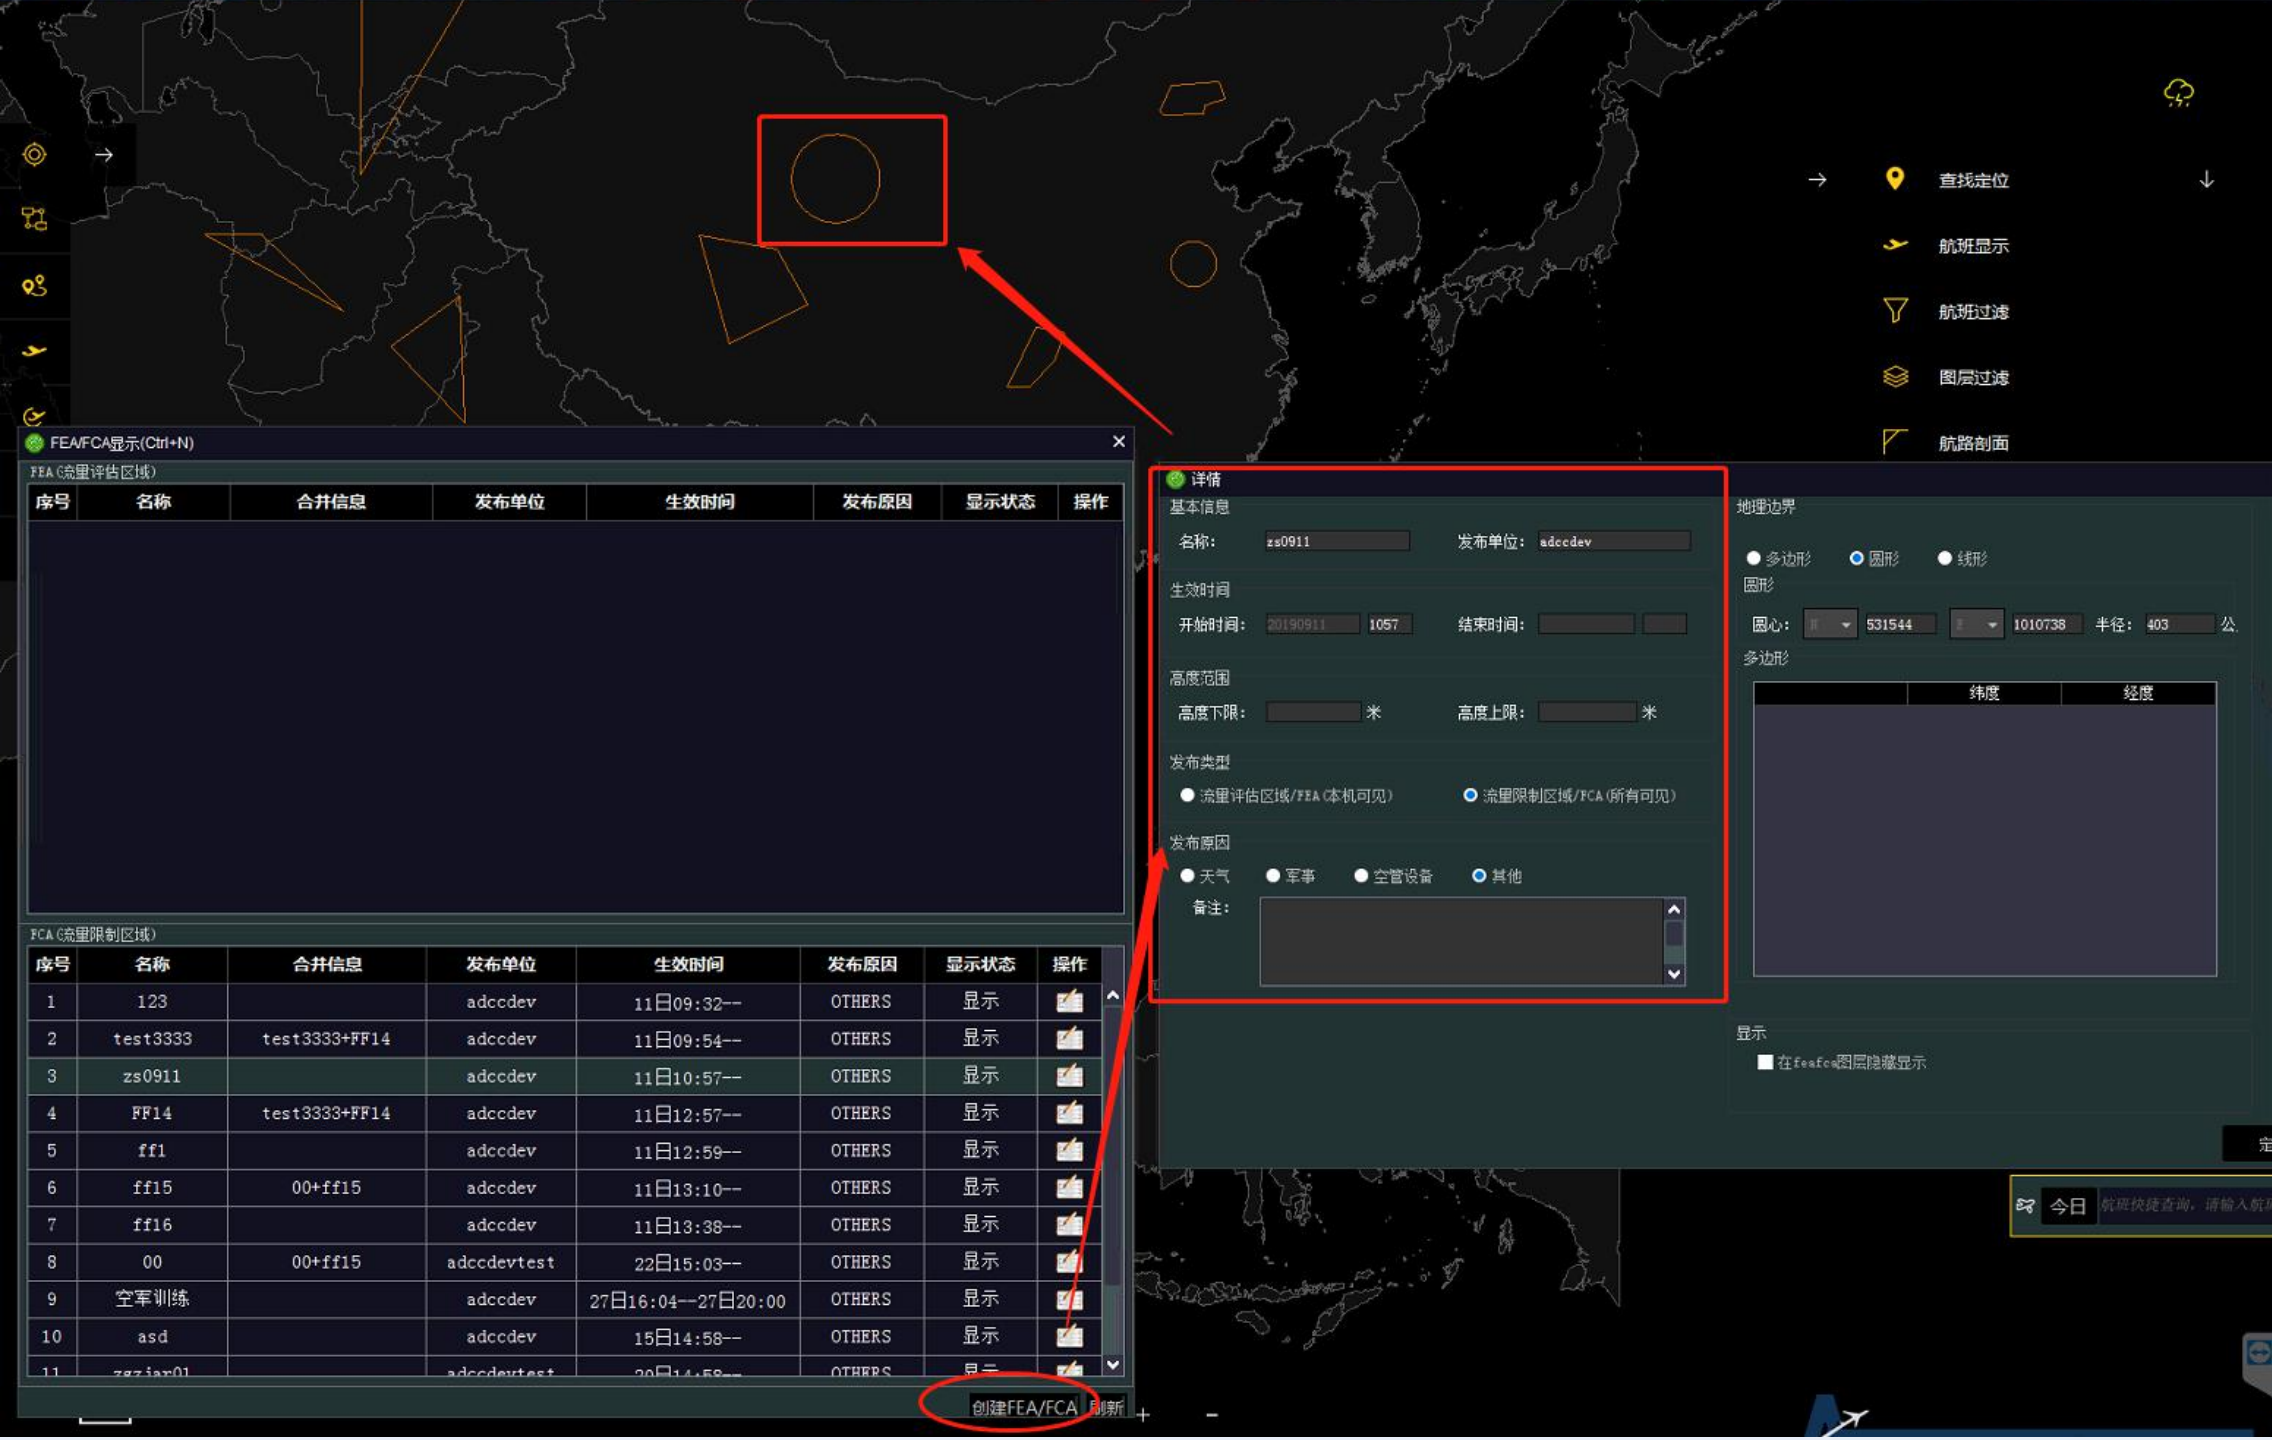 查找定位
航班显示
航班过滤
图层过滤
航路剖面
FEA/FCA显示(Ctrl+N)
FEA(流里评估区域)
序号 名称 合并信息 发布单位 生效时间 发布原因 显示状态 操作
FCA(流里限制区域)
序号 名称 合并信息 发布单位 生效时间 发布原因 显示状态 操作
1 123 adccdev 11日09:32-- OTHERS 显示
2 test3333 test3333+FF14 adccdev 11日09:54-- OTHERS 显示
3 zs0911 adccdev 11日10:57-- OTHERS 显示
4 FF14 test3333+FF14 adccdev 11日12:57-- OTHERS 显示
5 ff1 adccdev 11日12:59-- OTHERS 显示
6 ff15 00+ff15 adccdev 11日13:10-- OTHERS 显示
7 ff16 adccdev 11日13:38-- OTHERS 显示
8 00 00+ff15 adccdevtest 22日15:03-- OTHERS 显示
9 空军训练 adccdev 27日16:04--27日20:00 OTHERS 显示
10 asd adccdev 15日14:58-- OTHERS 显示
11 adccdevtest OTHERS
创建FEA/FCA 刷新
详情
基本信息
名称: zs0911 发布单位: adccdev
生效时间
开始时间: 20190911 1057 结束时间:
高度范围
高度下限: 米 高度上限: 米
发布类型
流里评估区域/FEA(本机可见) 流里限制区域/FCA(所有可见)
发布原因
天气 军事 空管设备 其他
备注:
地理边界
多边形 圆形 线形
圆形
圆心: 531544 1010738 半径: 403 公
多边形
纬度 经度
显示
在feafca图层隐藏显示
今日 航班快捷查询，请输入航
+ -